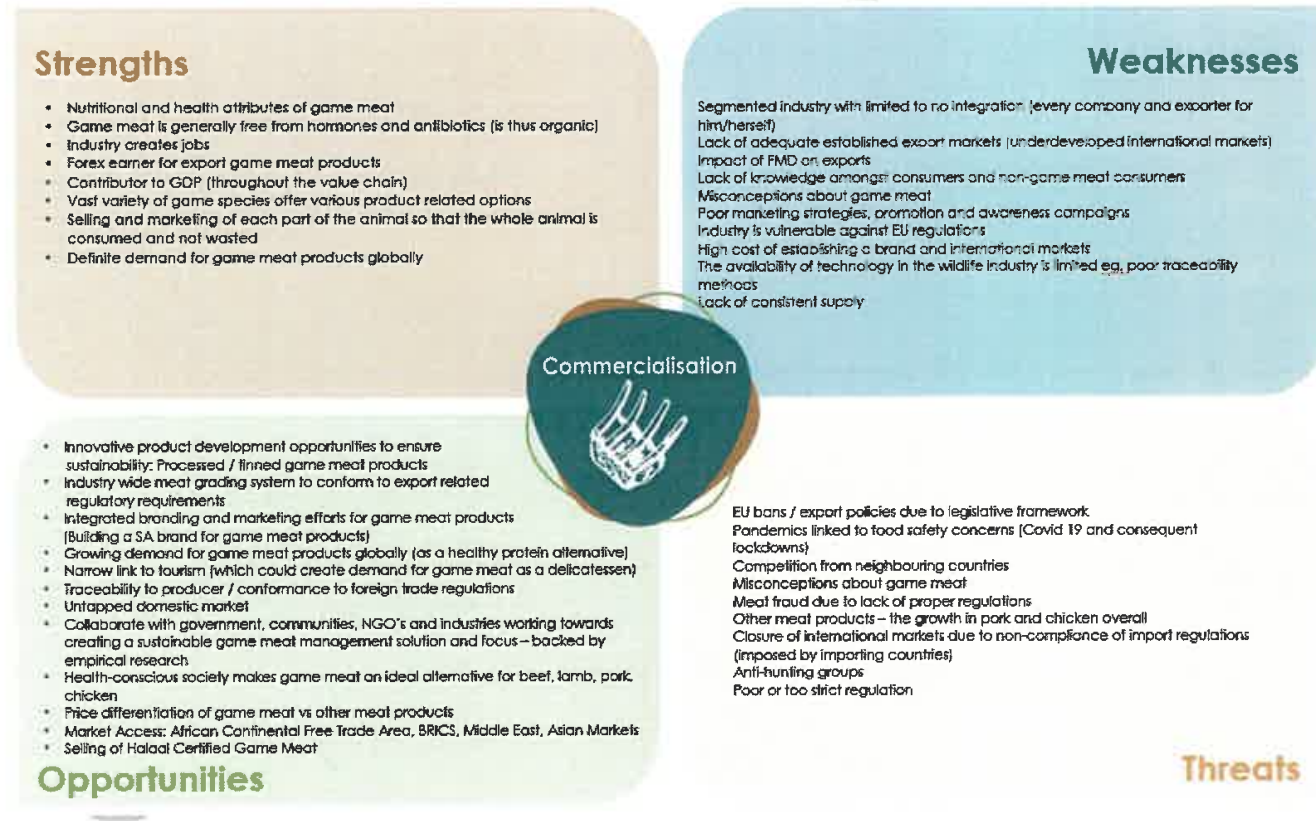 Strengths
• Nutritional and health attributes of game meat
• Game meat is generally free from hormones and antibiotics (is thus organic)
• Industry creates jobs
• Forex earner for export game meat products
• Contributor to GDP (throughout the value chain)
• Vast variety of game species offer various product related options
• Selling and marketing of each part of the animal so that the whole animal is
consumed and not wasted
• Definite demand for game meat products globally
Weaknesses
Segmented industry with limited to no integration (every company and exporter for
him/herself)
Lack of adequate established export markets (underdeveloped international markets)
Impact of FMD on exports
Lack of knowledge amongst consumers and non-game meat consumers
Misconceptions about game meat
Poor marketing strategies, promotion and awareness campaigns
Industry is vulnerable against EU regulations
High cost of establishing a brand and international markets
The availability of technology in the wildlife industry is limited eg, poor traceability
methods
Lack of consistent supply
Commercialisation
• Innovative product development opportunities to ensure
sustainability: Processed / tinned game meat products
• Industry wide meat grading system to conform to export related
regulatory requirements
• Integrated branding and marketing efforts for game meat products
(Building a SA brand for game meat products)
• Growing demand for game meat products globally (as a healthy protein alternative)
• Narrow link to tourism (which could create demand for game meat as a delicatessen)
• Traceability to producer / conformance to foreign trade regulations
• Untapped domestic market
• Collaborate with government, communities, NGO's and industries working towards
creating a sustainable game meat management solution and focus – backed by
empirical research
• Health-conscious society makes game meat an ideal alternative for beef, lamb, pork,
chicken
• Price differentiation of game meat vs other meat products
• Market Access: African Continental Free Trade Area, BRICS, Middle East, Asian Markets
• Selling of Halaal Certified Game Meat
Opportunities
EU bans / export policies due to legislative framework
Pandemics linked to food safety concerns (Covid 19 and consequent
lockdowns)
Competition from neighbouring countries
Misconceptions about game meat
Meat fraud due to lack of proper regulations
Other meat products – the growth in pork and chicken overall
Closure of international markets due to non-compliance of import regulations
(imposed by importing countries)
Anti-hunting groups
Poor or too strict regulation
Threats